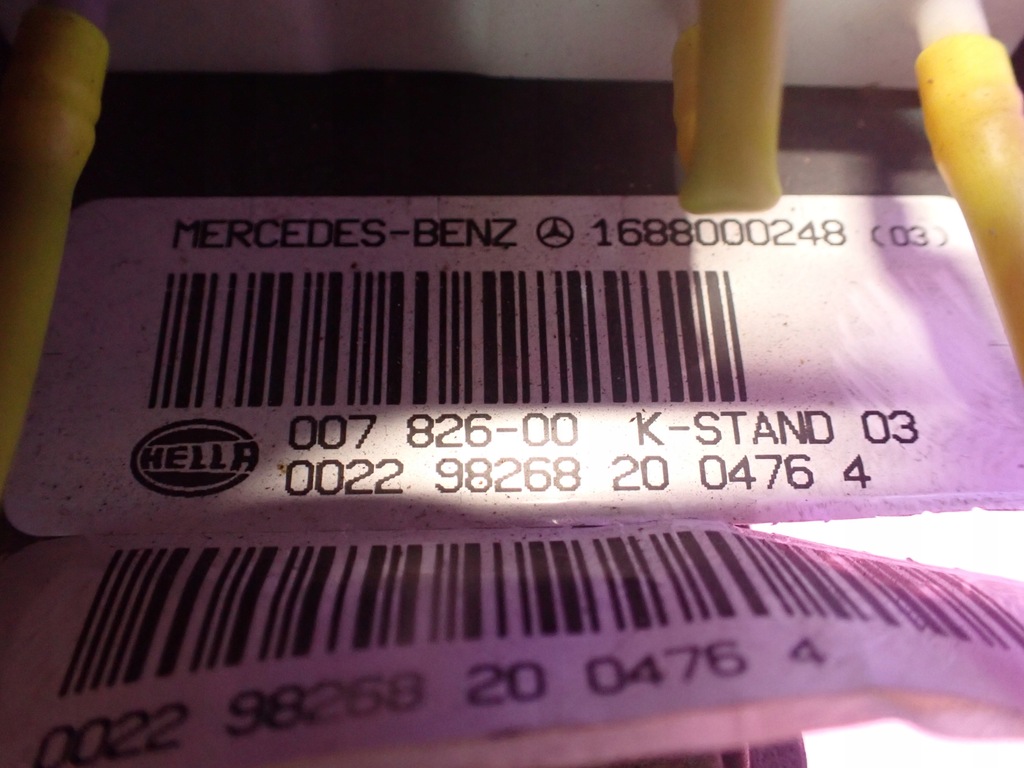 MERCEDES-BENZ 1688000248 (03)
HELLA
007 826-00 K-STAND 03
0022 98268 20 0476 4
0022 98268 20 0476 4